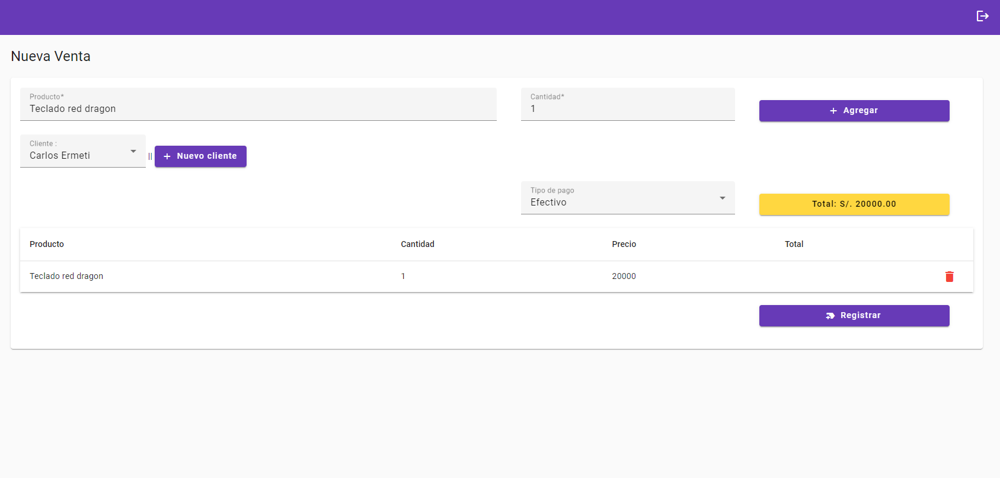 Nueva Venta
Producto*
Teclado red dragon
Cantidad*
1
Agregar
Cliente :
Carlos Ermeti
||
Nuevo cliente
Tipo de pago
Efectivo
Total: S/. 20000.00
Producto Cantidad Precio Total
Teclado red dragon 1 20000
Registrar